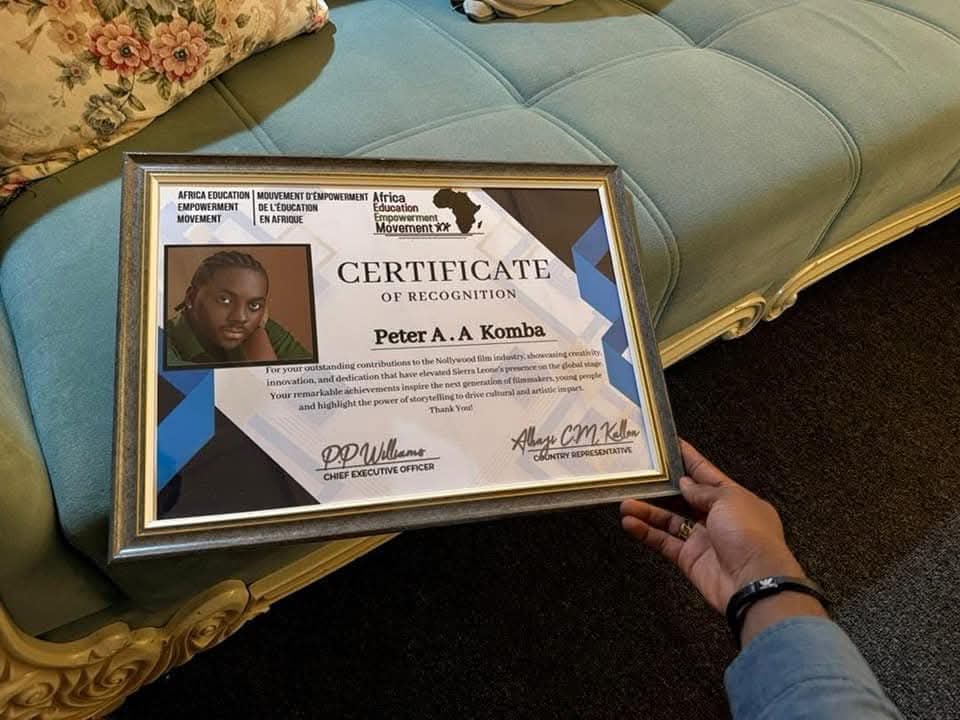 AFRICA EDUCATION
EMPOWERMENT
MOVEMENT
MOUVEMENT D'ÉMPOWERMENT
DE L'ÉDUCATION
EN AFRIQUE
Africa
Education
Empowerment
Movement
CERTIFICATE
OF RECOGNITION
Peter A . A Komba
For your outstanding contributions to the Nollywood film industry, showcasing creativity,
innovation, and dedication that have elevated Sierra Leone's presence on the global stage.
Your remarkable achievements inspire the next generation of filmmakers, young people
and highlight the power of storytelling to drive cultural and artistic impact.
Thank You!
P.P Williams
CHIEF EXECUTIVE OFFICER
Alhaji C.M. Kallon
COUNTRY REPRESENTATIVE